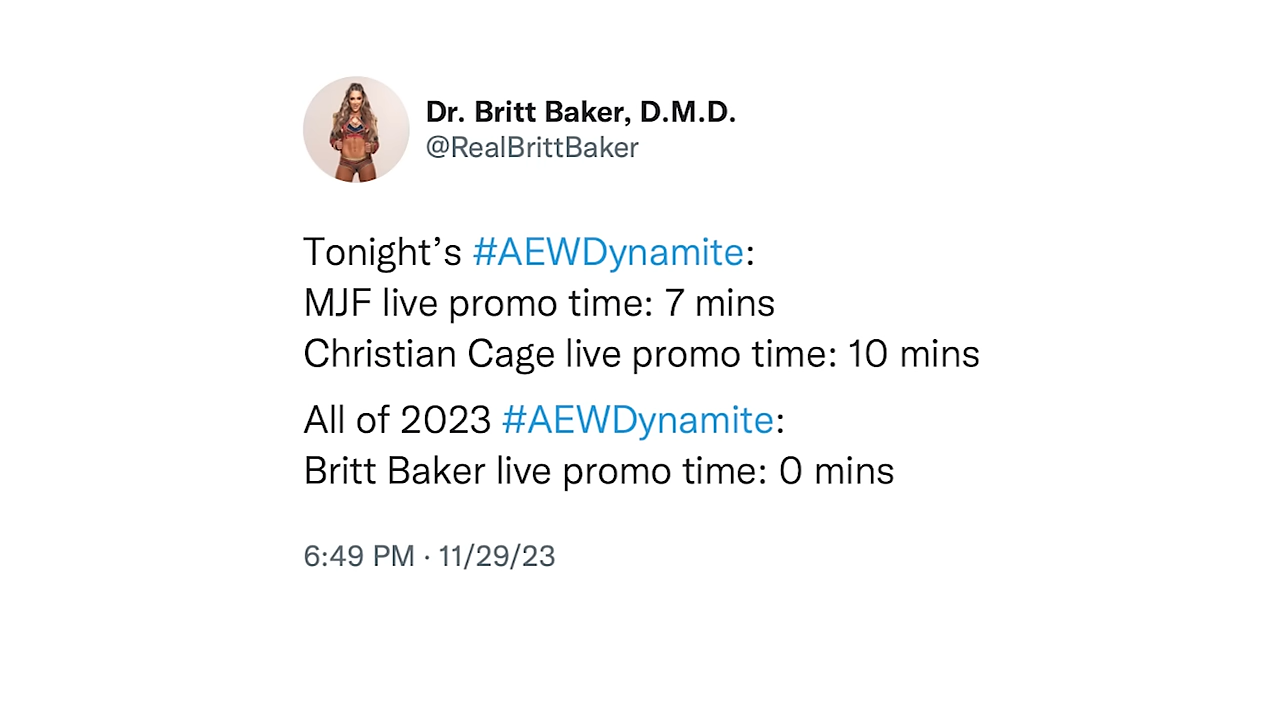 Dr. Britt Baker, D.M.D.
@RealBrittBaker
Tonight’s #AEWDynamite:
MJF live promo time: 7 mins
Christian Cage live promo time: 10 mins
All of 2023 #AEWDynamite:
Britt Baker live promo time: 0 mins
6:49 PM · 11/29/23